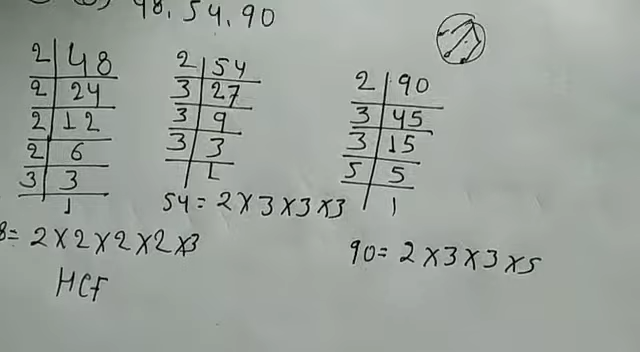 48, 54, 90
2 | 48
2 | 24
2 | 12
2 | 6
3 | 3
1
2 | 54
3 | 27
3 | 9
3 | 3
1
2 | 90
3 | 45
3 | 15
5 | 5
1
54 = 2 × 3 × 3 × 3
8 = 2 × 2 × 2 × 2 × 3
90 = 2 × 3 × 3 × 5
HCF